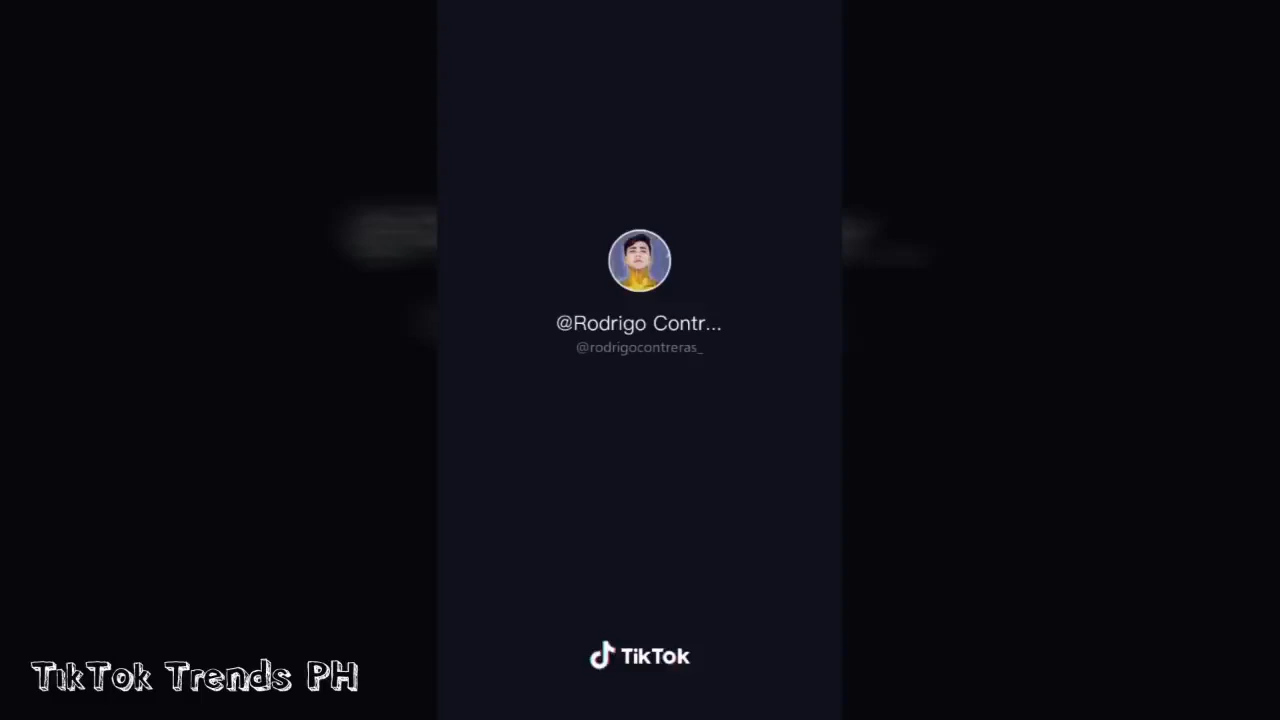 @Rodrigo Contr...
@rodrigocontreras_
TikTok
TikTok Trends PH